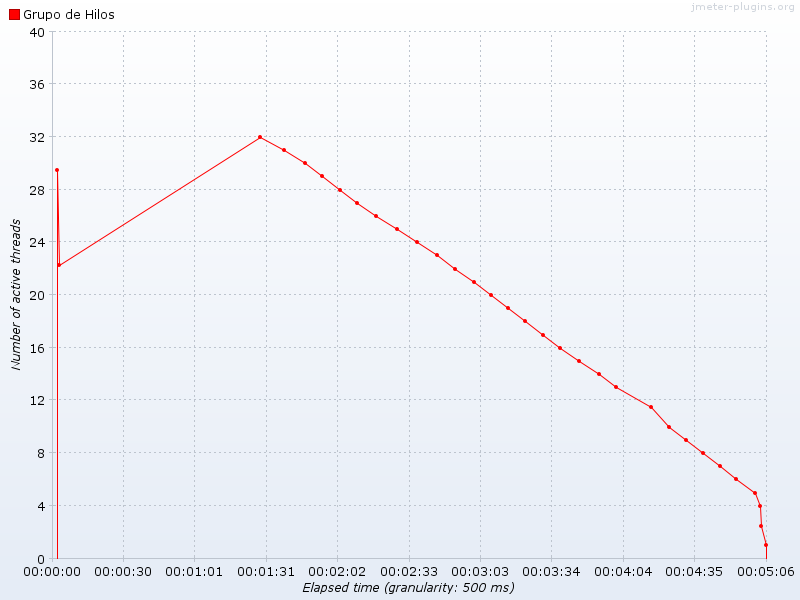 jmeter-plugins.org
Grupo de Hilos
40
36
32
28
24
20
16
12
8
4
0
Number of active threads
00:00:00 00:00:30 00:01:01 00:01:31 00:02:02 00:02:33 00:03:03 00:03:34 00:04:04 00:04:35 00:05:06
Elapsed time (granularity: 500 ms)